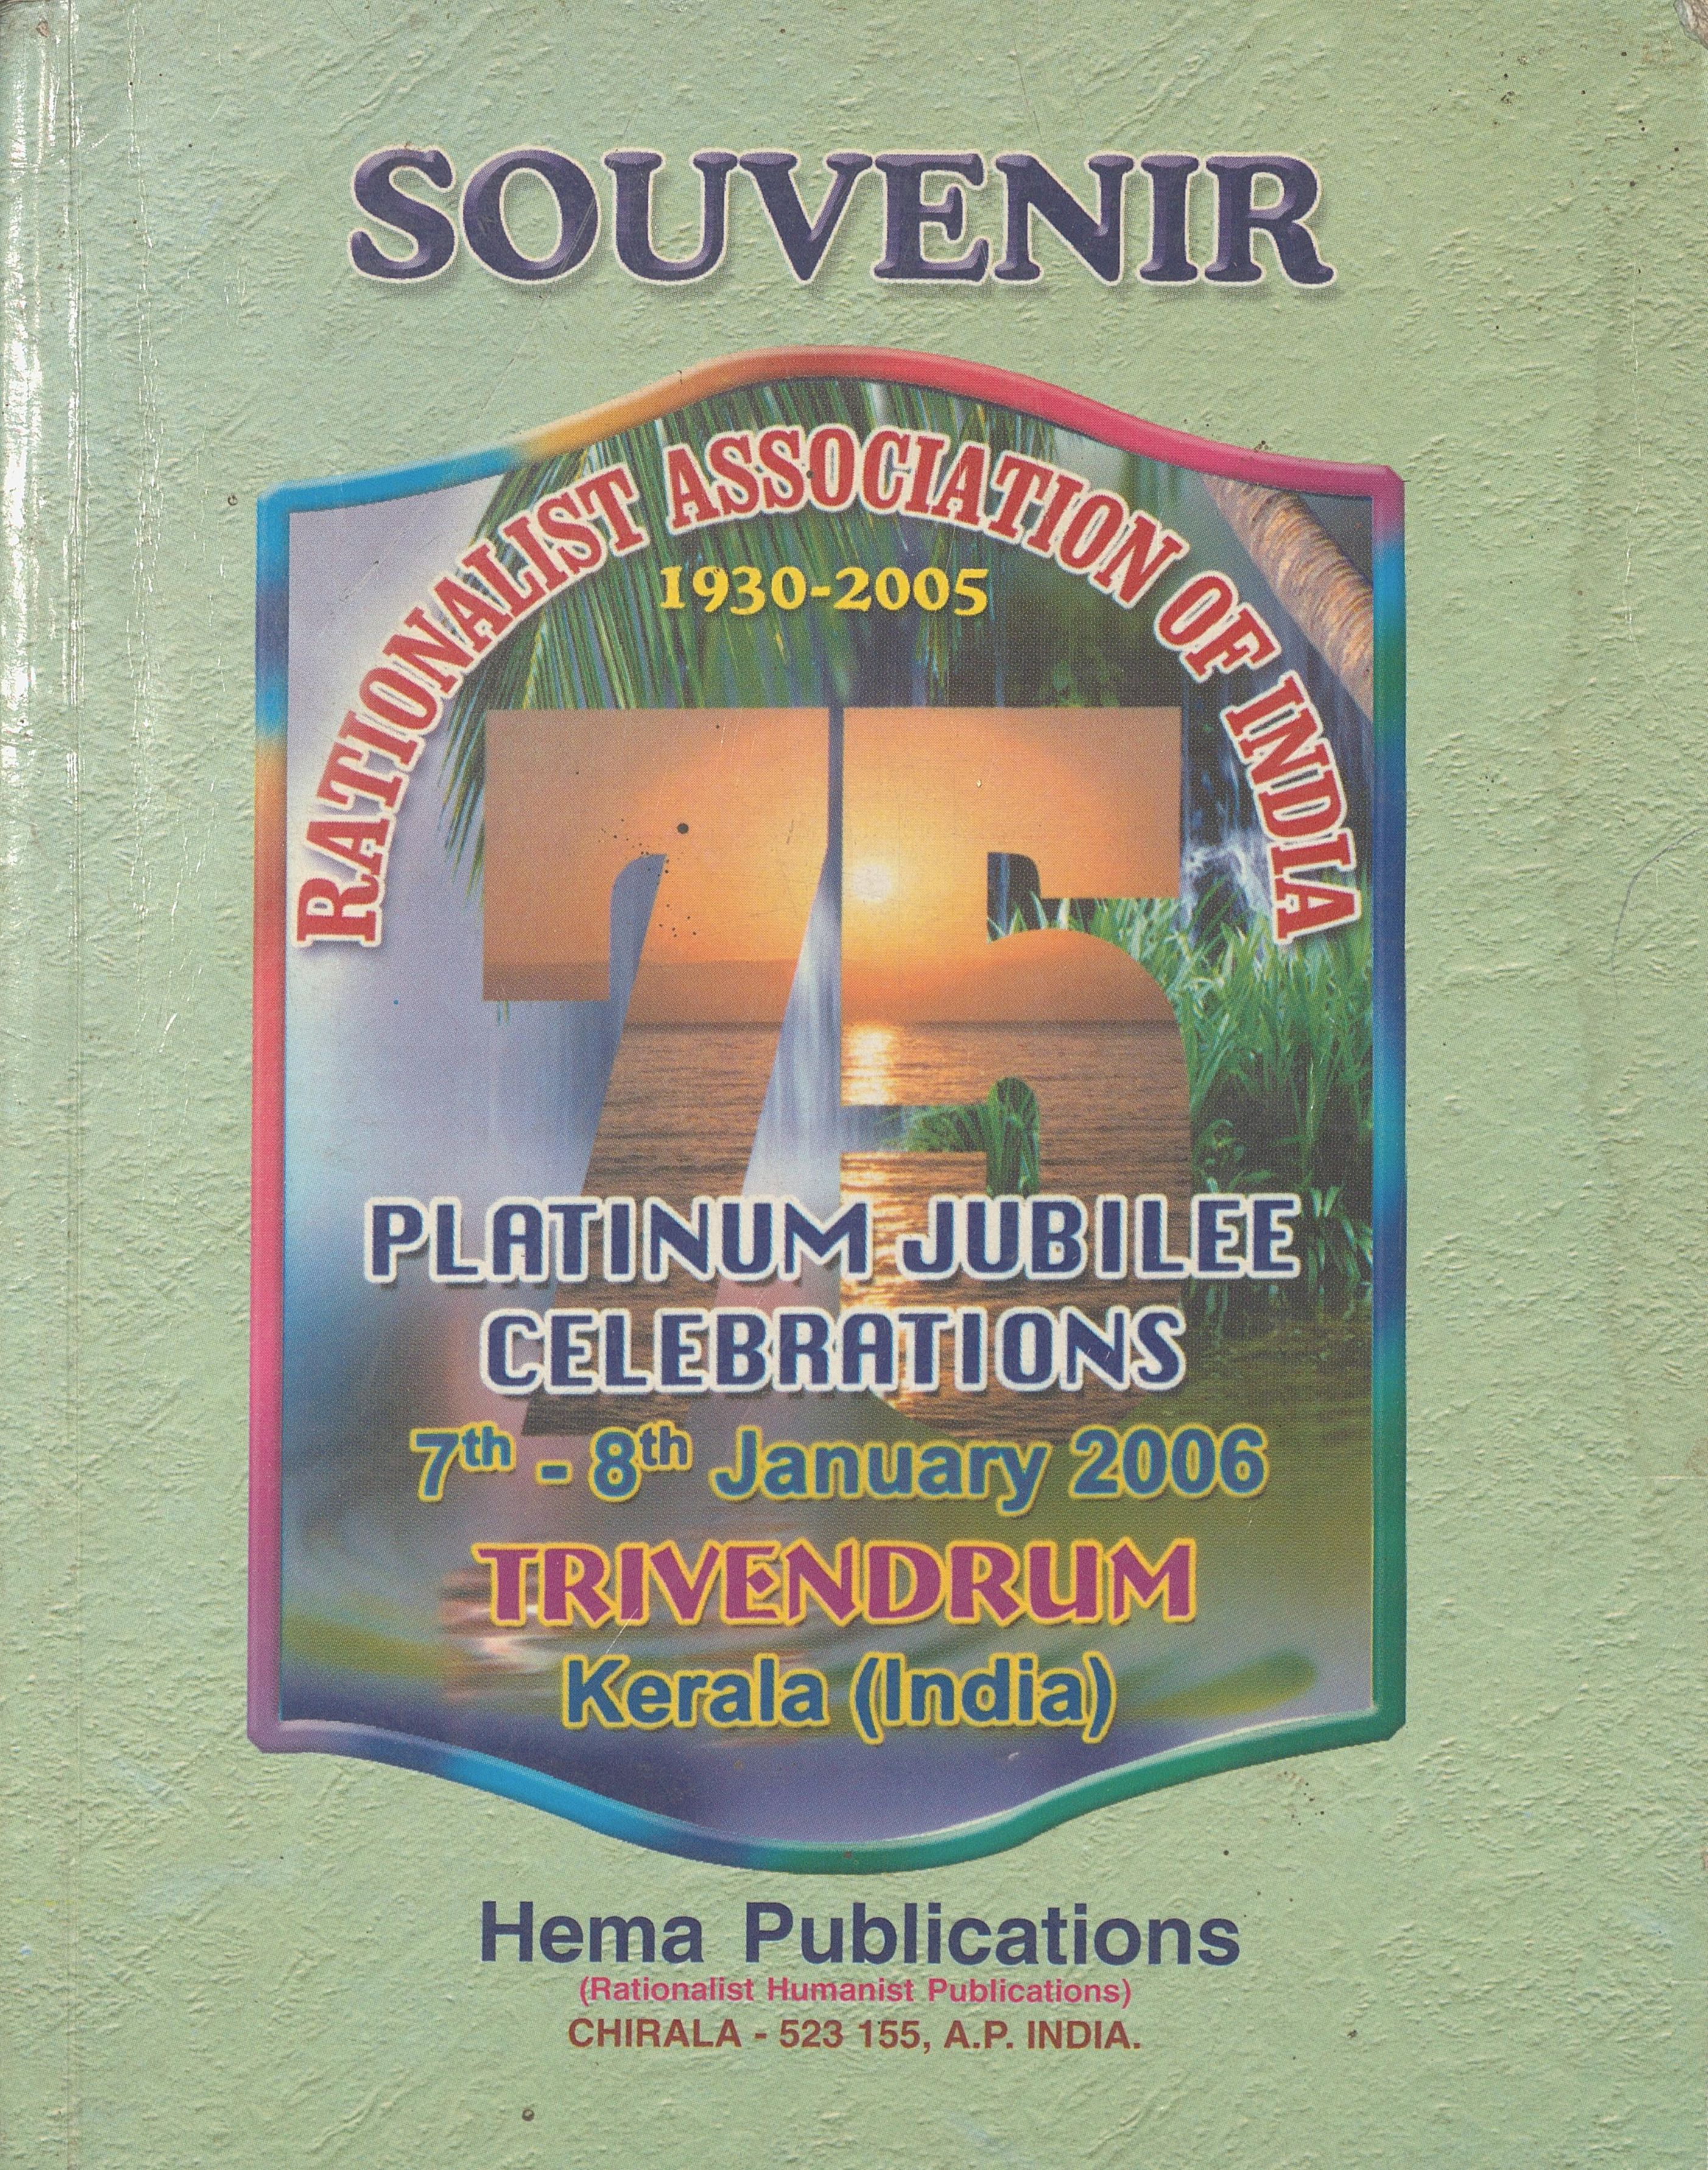 SOUVENIR
RATIONALIST ASSOCIATION OF INDIA
1930-2005
75
PLATINUM JUBILEE
CELEBRATIONS
7th - 8th January 2006
TRIVENDRUM
Kerala (India)
Hema Publications
(Rationalist Humanist Publications)
CHIRALA - 523 155, A.P. INDIA.